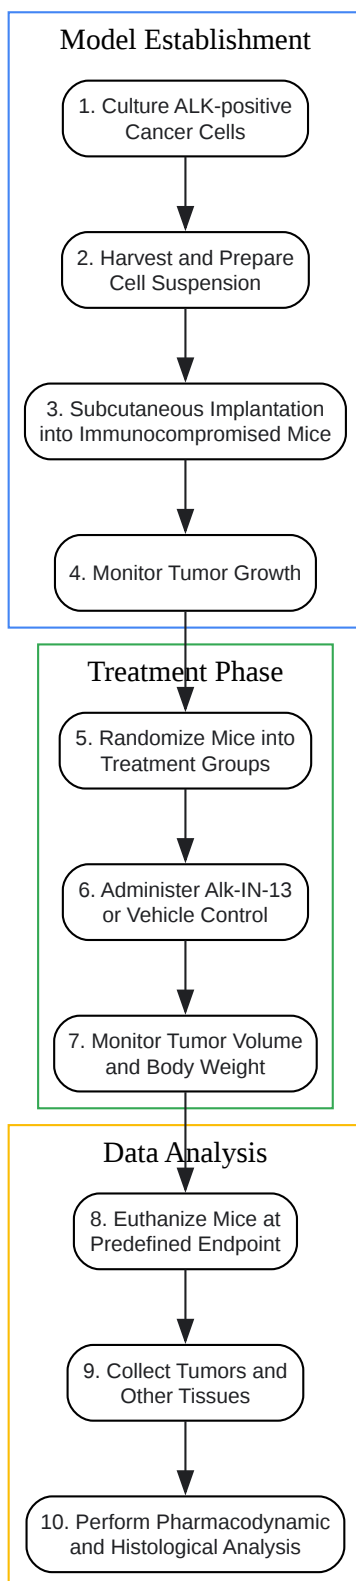 Model Establishment
1. Culture ALK-positive
Cancer Cells
2. Harvest and Prepare
Cell Suspension
3. Subcutaneous Implantation
into Immunocompromised Mice
4. Monitor Tumor Growth
Treatment Phase
5. Randomize Mice into
Treatment Groups
6. Administer Alk-IN-13
or Vehicle Control
7. Monitor Tumor Volume
and Body Weight
Data Analysis
8. Euthanize Mice at
Predefined Endpoint
9. Collect Tumors and
Other Tissues
10. Perform Pharmacodynamic
and Histological Analysis